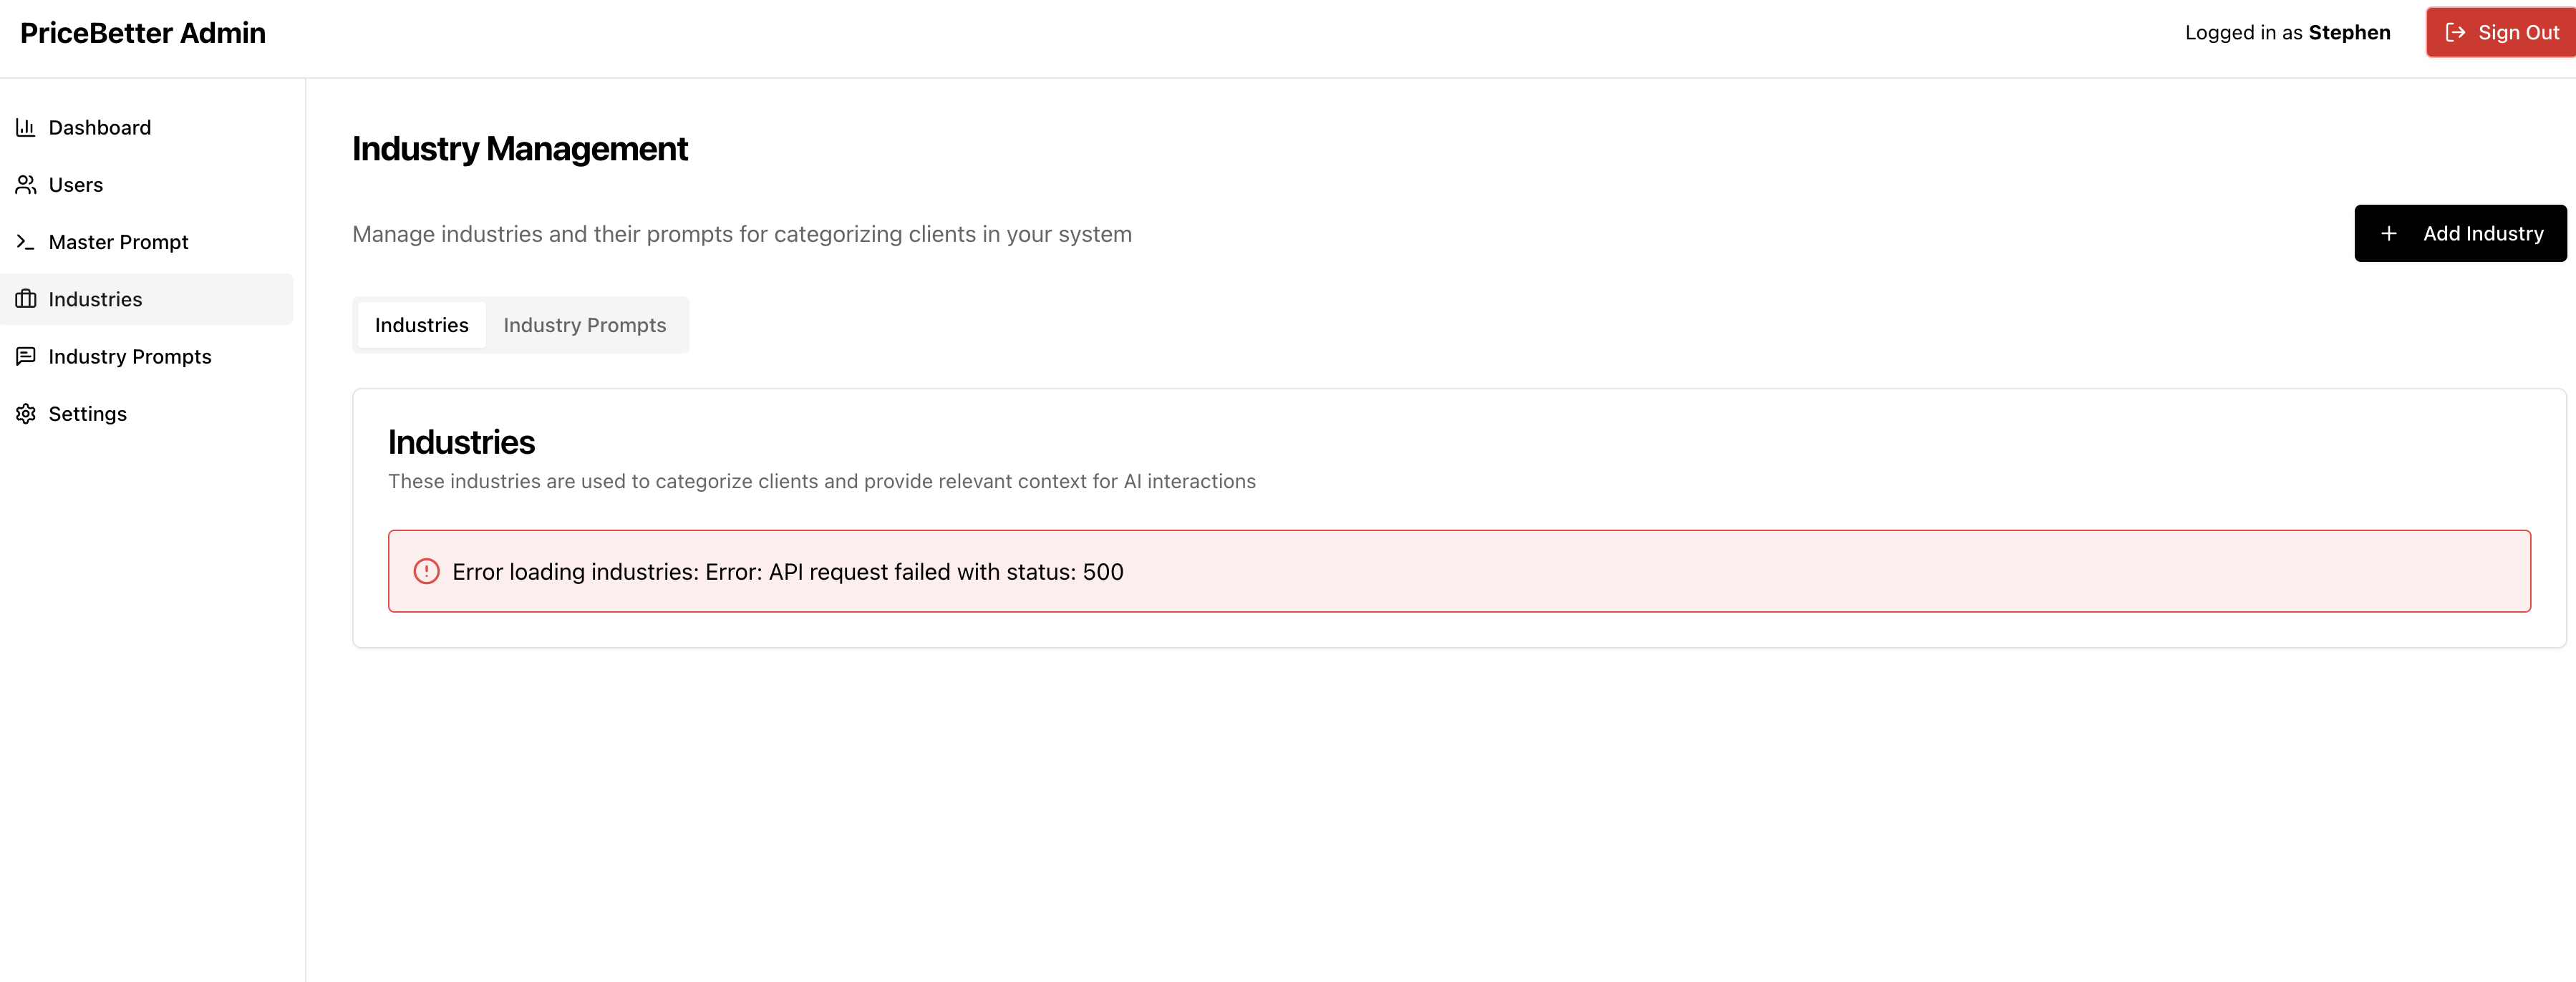 PriceBetter Admin
Logged in as Stephen
Sign Out
Dashboard
Users
Master Prompt
Industries
Industry Prompts
Settings
Industry Management
Manage industries and their prompts for categorizing clients in your system
Add Industry
Industries
Industry Prompts
Industries
These industries are used to categorize clients and provide relevant context for AI interactions
Error loading industries: Error: API request failed with status: 500